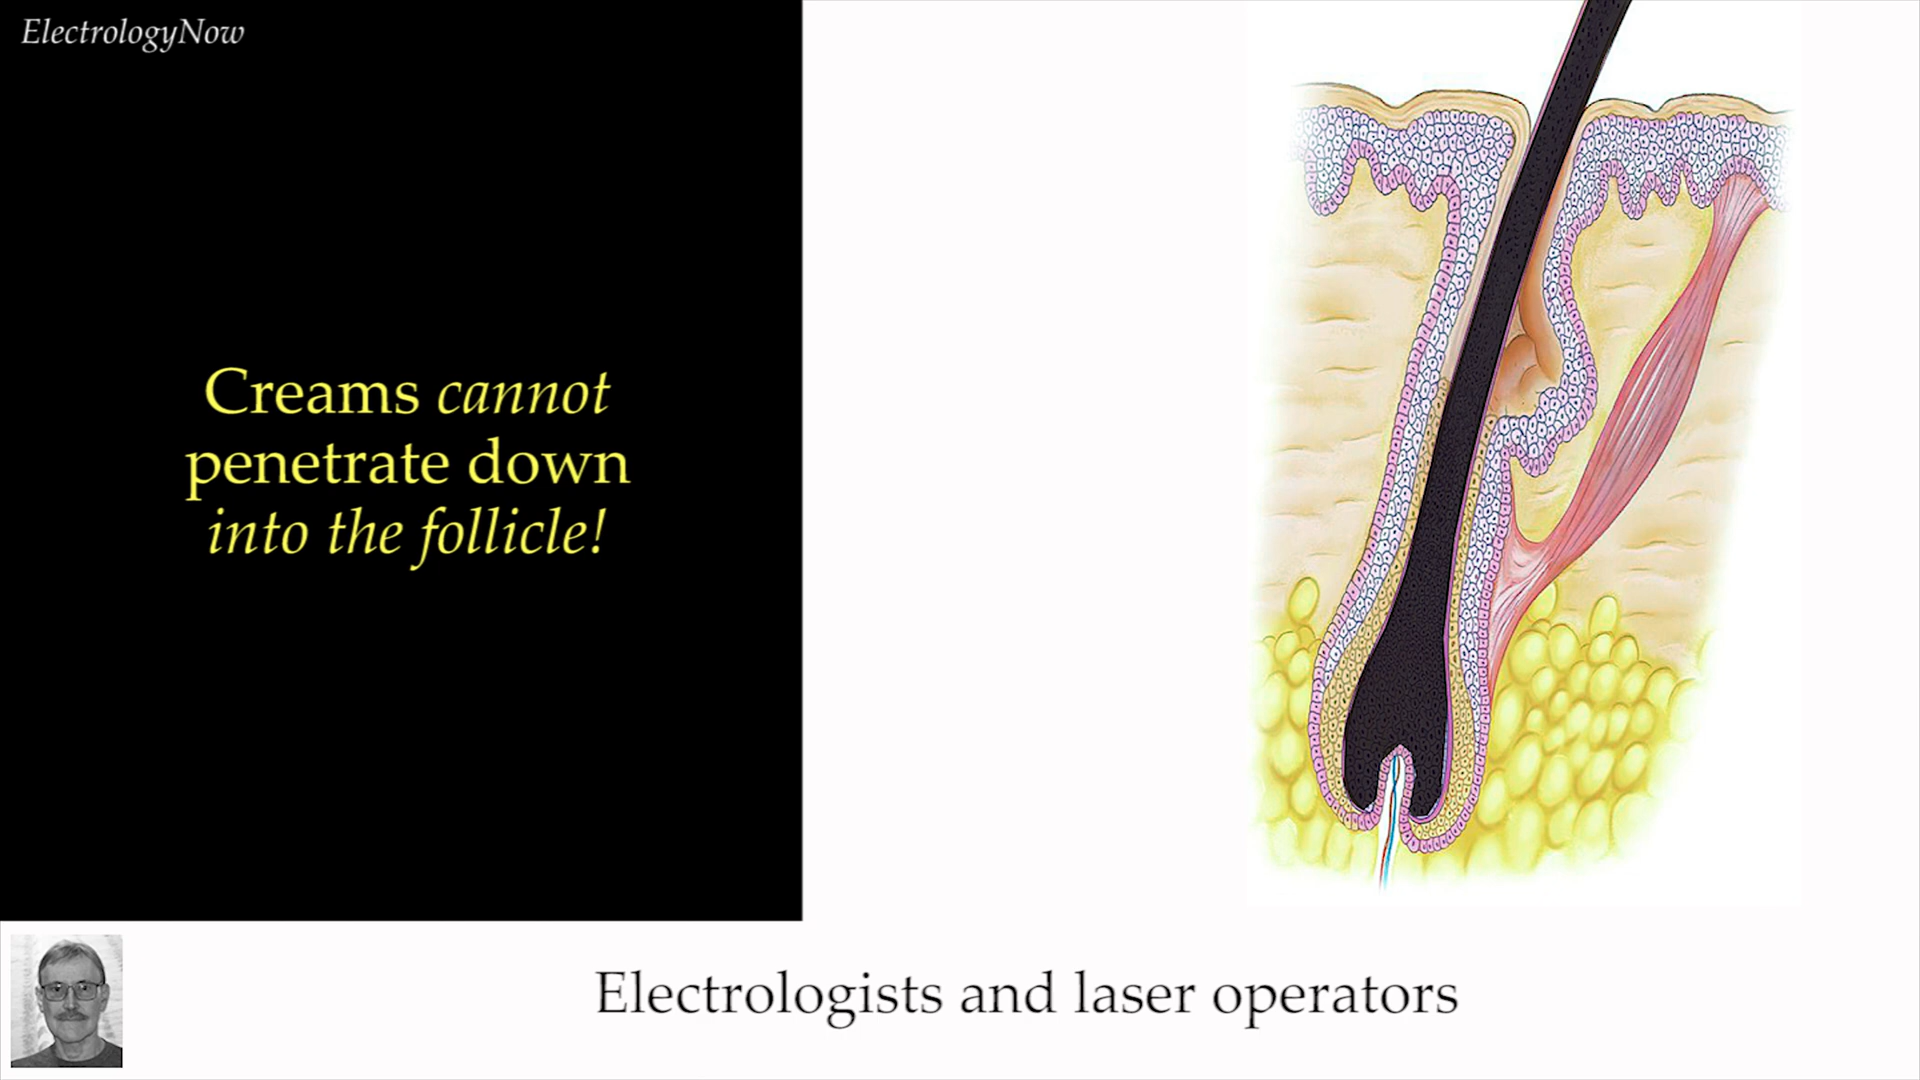 ElectrologyNow
Creams cannot
penetrate down
into the follicle!
Electrologists and laser operators